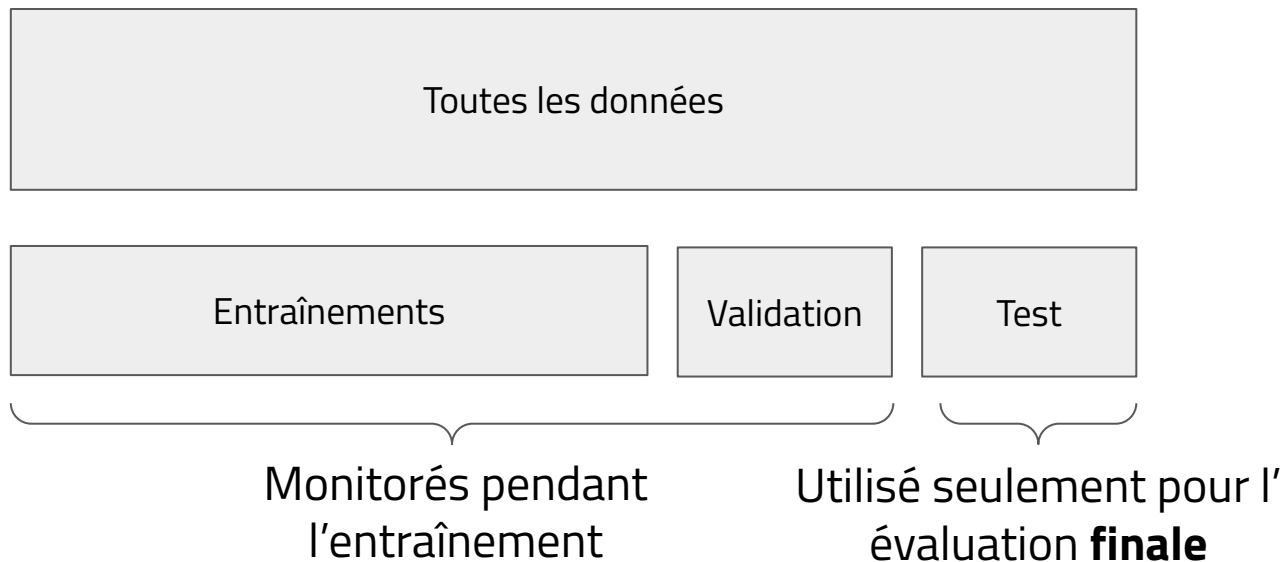 Toutes les données
Entraînements
Validation
Test
Monitorés pendant
l’entraînement
Utilisé seulement pour l’
évaluation finale